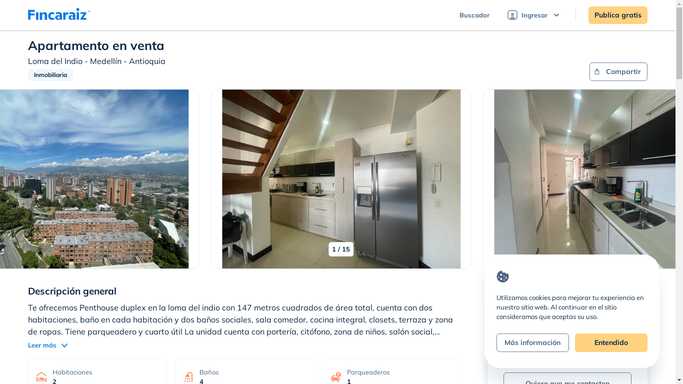 Fincaraiz
Buscador
Ingresar
Publica gratis
Apartamento en venta
Loma del Indio - Medellín - Antioquia
Inmobiliaria
Compartir
1 / 15
Descripción general
Te ofrecemos Penthouse duplex en la loma del indio con 147 metros cuadrados de área total, cuenta con dos
habitaciones, baño en cada habitación y dos baños sociales, sala comedor, cocina integral, closets, terraza y zona
de ropas. Tiene parqueadero y cuarto útil La unidad cuenta con portería, citófono, zona de niños, salón social,...
Leer más
Habitaciones
2
Baños
4
Parqueaderos
1
Utilizamos cookies para mejorar tu experiencia en
nuestro sitio web. Al continuar en el sitio
consideramos que aceptas su uso.
Más información
Entendido
Quiero que me contacten